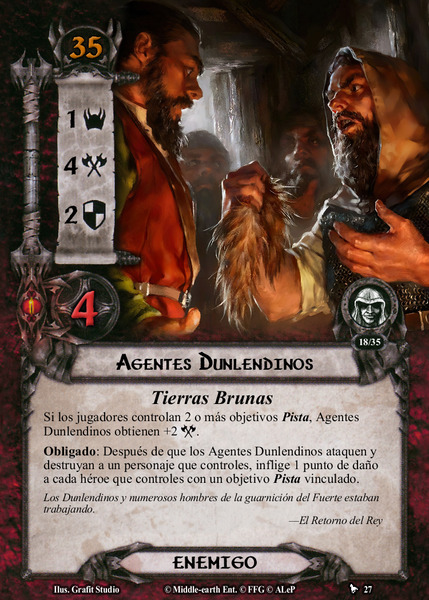 35
1
4
2
4
18/35
AGENTES DUNLENDINOS
Tierras Brunas
Si los jugadores controlan 2 o más objetivos Pista, Agentes
Dunlendinos obtienen +2 .
Obligado: Después de que los Agentes Dunlendinos ataquen y
destruyan a un personaje que controles, inflige 1 punto de daño
a cada héroe que controles con un objetivo Pista vinculado.
Los Dunlendinos y numerosos hombres de la guarnición del Fuerte estaban
trabajando.
—El Retorno del Rey
ENEMIGO
Ilus. Grafit Studio © Middle-earth Ent. © FFG © ALeP 27